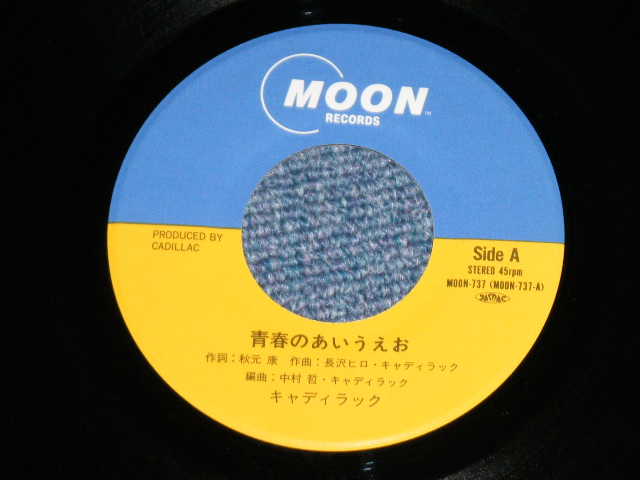 MOON
RECORDS
PRODUCED BY
CADILLAC
Side A
STEREO 45rpm
MOON-737 (MOON-737-A)
JASRAC
青春のあいうえお
作詞;秋元 康 作曲;長沢ヒロ・キャディラック
編曲;中村 哲・キャディラック
キャディラック